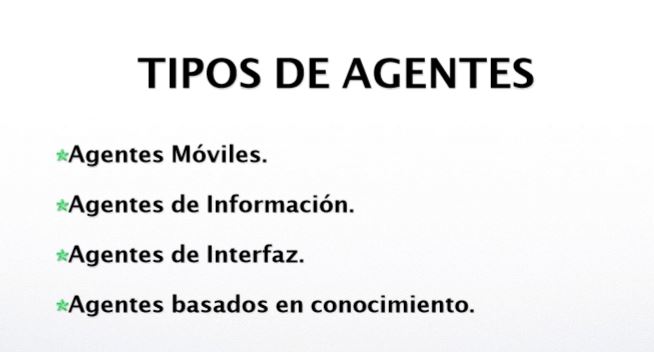 TIPOS DE AGENTES
Agentes Móviles.
Agentes de Información.
Agentes de Interfaz.
Agentes basados en conocimiento.